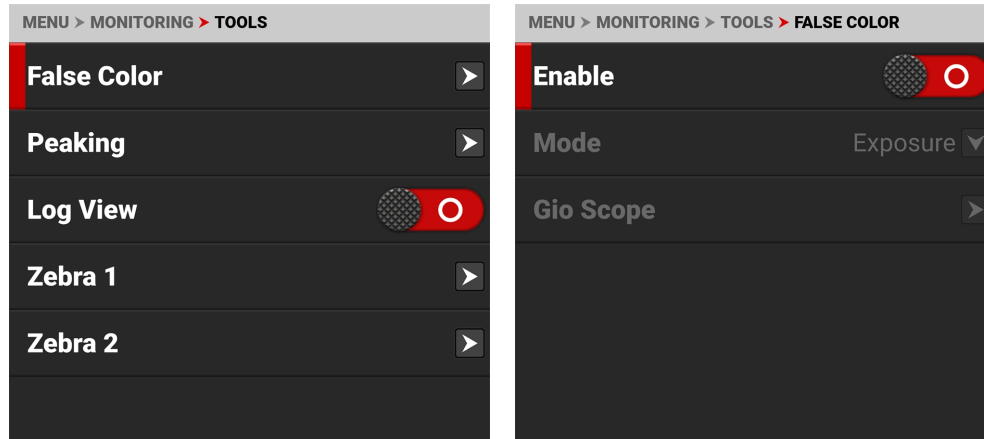 MENU > MONITORING > TOOLS
False Color
Peaking
Log View
Zebra 1
Zebra 2
MENU > MONITORING > TOOLS > FALSE COLOR
Enable
Mode Exposure
Gio Scope